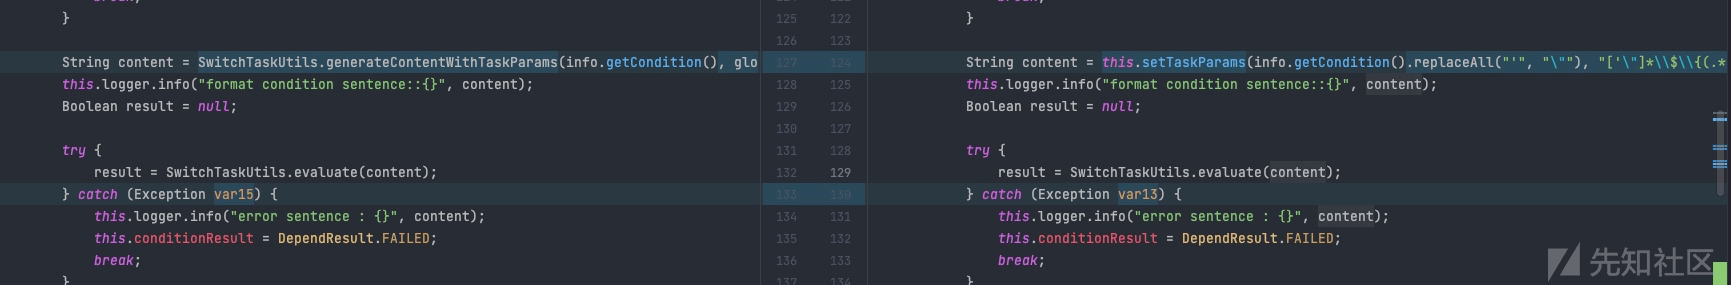 }
String content = SwitchTaskUtils.generateContentWithTaskParams(info.getCondition(), glo
this.logger.info("format condition sentence::{}", content);
Boolean result = null;
try {
result = SwitchTaskUtils.evaluate(content);
} catch (Exception var15) {
this.logger.info("error sentence : {}", content);
this.conditionResult = DependResult.FAILED;
break;
}
125 122
126 123
127 124
128 125
129 126
130 127
131 128
132 129
133 130
134 131
135 132
136 133
137 134
}
String content = this.setTaskParams(info.getCondition().replaceAll("'", "\""), "['\"]*\\$\\{(.*
this.logger.info("format condition sentence::{}", content);
Boolean result = null;
try {
result = SwitchTaskUtils.evaluate(content);
} catch (Exception var13) {
this.logger.info("error sentence : {}", content);
this.conditionResult = DependResult.FAILED;
break;
}
先知社区